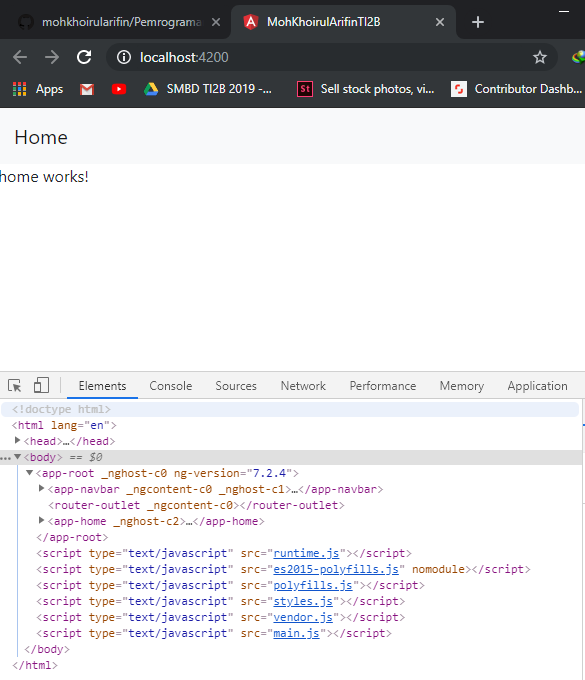 mohkhoirularifin/Pemrograma
MohKhoirulArifinTI2B
localhost:4200
Apps SMBD TI2B 2019 -... St Sell stock photos, vi... Contributor Dashb...
Home
home works!
Elements Console Sources Network Performance Memory Application
<!doctype html>
<html lang="en">
<head>…</head>
…<body> == $0
<app-root _nghost-c0 ng-version="7.2.4">
<app-navbar _ngcontent-c0 _nghost-c1>…</app-navbar>
<router-outlet _ngcontent-c0></router-outlet>
<app-home _nghost-c2>…</app-home>
</app-root>
<script type="text/javascript" src="runtime.js"></script>
<script type="text/javascript" src="es2015-polyfills.js" nomodule></script>
<script type="text/javascript" src="polyfills.js"></script>
<script type="text/javascript" src="styles.js"></script>
<script type="text/javascript" src="vendor.js"></script>
<script type="text/javascript" src="main.js"></script>
</body>
</html>